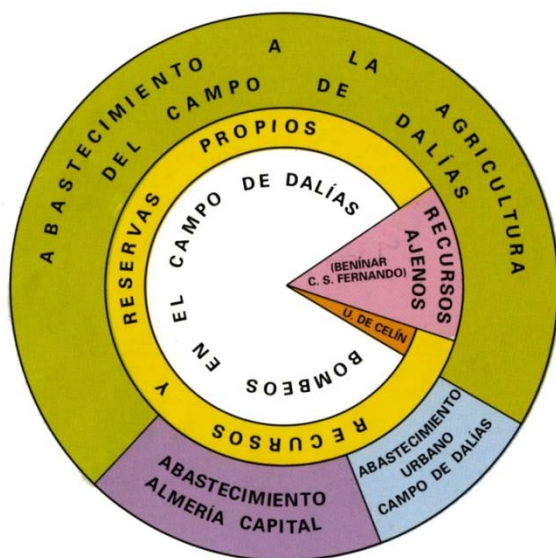 ABASTECIMIENTO A LA AGRICULTURA
DEL CAMPO DE DALÍAS
RECURSOS Y RESERVAS PROPIOS
BOMBEOS EN EL CAMPO DE DALÍAS
RECURSOS
AJENOS
(BENÍNAR
C. S. FERNANDO)
U. DE CELÍN
ABASTECIMIENTO
URBANO
CAMPO DE DALÍAS
ABASTECIMIENTO
ALMERÍA CAPITAL